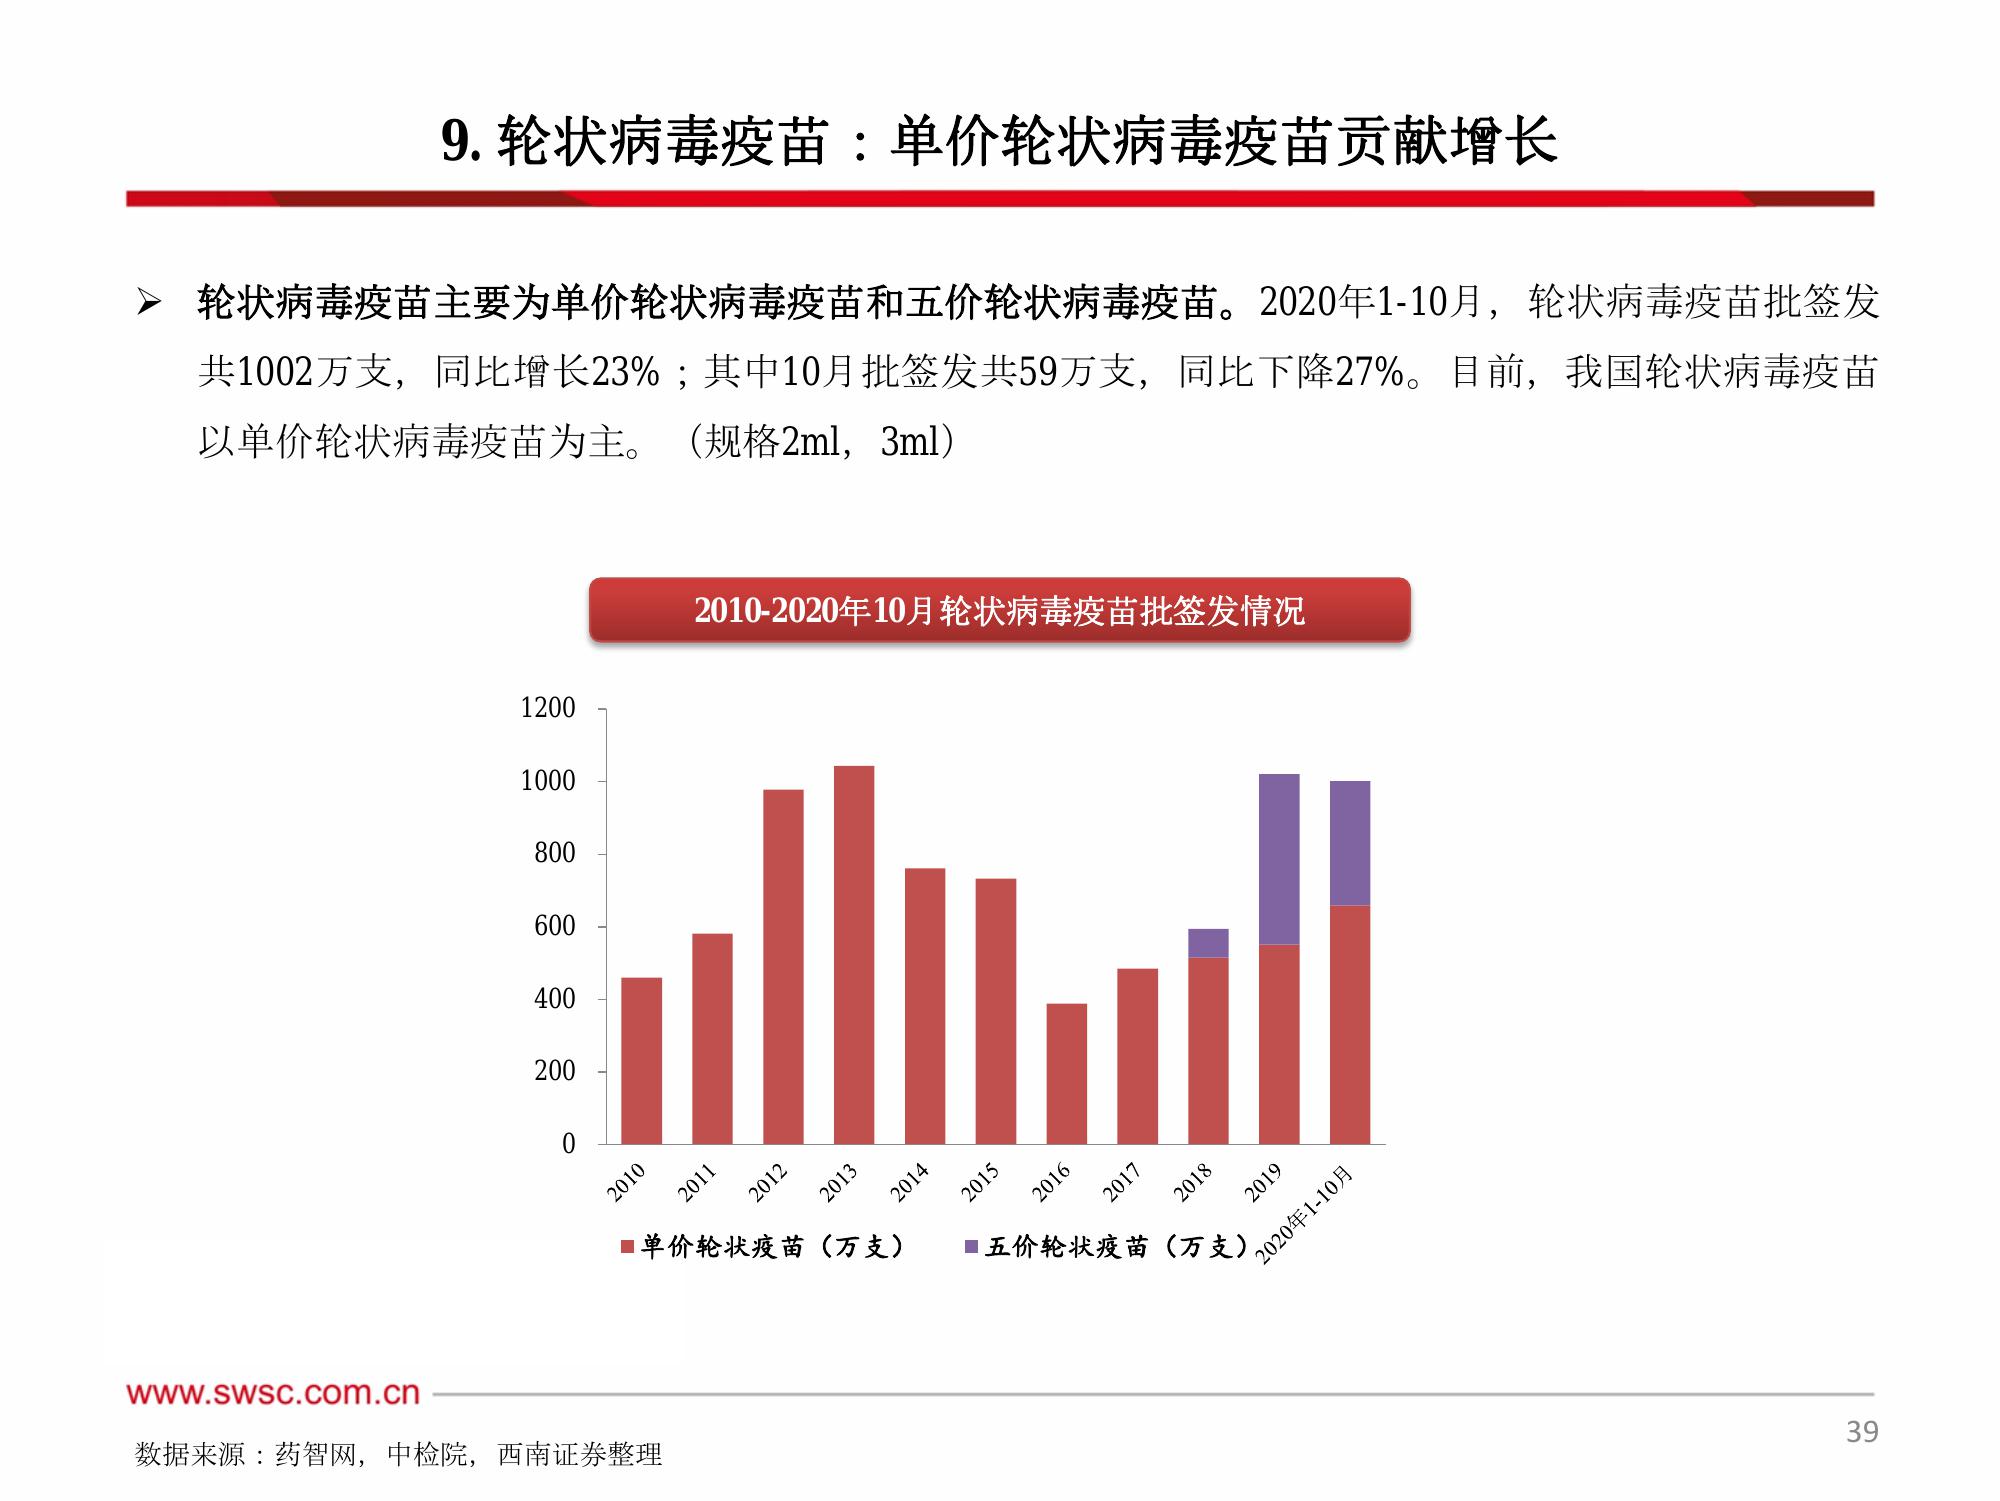 9. 轮状病毒疫苗：单价轮状病毒疫苗贡献增长
➢ 轮状病毒疫苗主要为单价轮状病毒疫苗和五价轮状病毒疫苗。2020年1-10月，轮状病毒疫苗批签发
共1002万支，同比增长23%；其中10月批签发共59万支，同比下降27%。目前，我国轮状病毒疫苗
以单价轮状病毒疫苗为主。（规格2ml，3ml）
2010-2020年10月轮状病毒疫苗批签发情况
1200
1000
800
600
400
200
0
2010 2011 2012 2013 2014 2015 2016 2017 2018 2019 2020年1-10月
单价轮状疫苗（万支） 五价轮状疫苗（万支）
www.swsc.com.cn
39
数据来源：药智网，中检院，西南证券整理